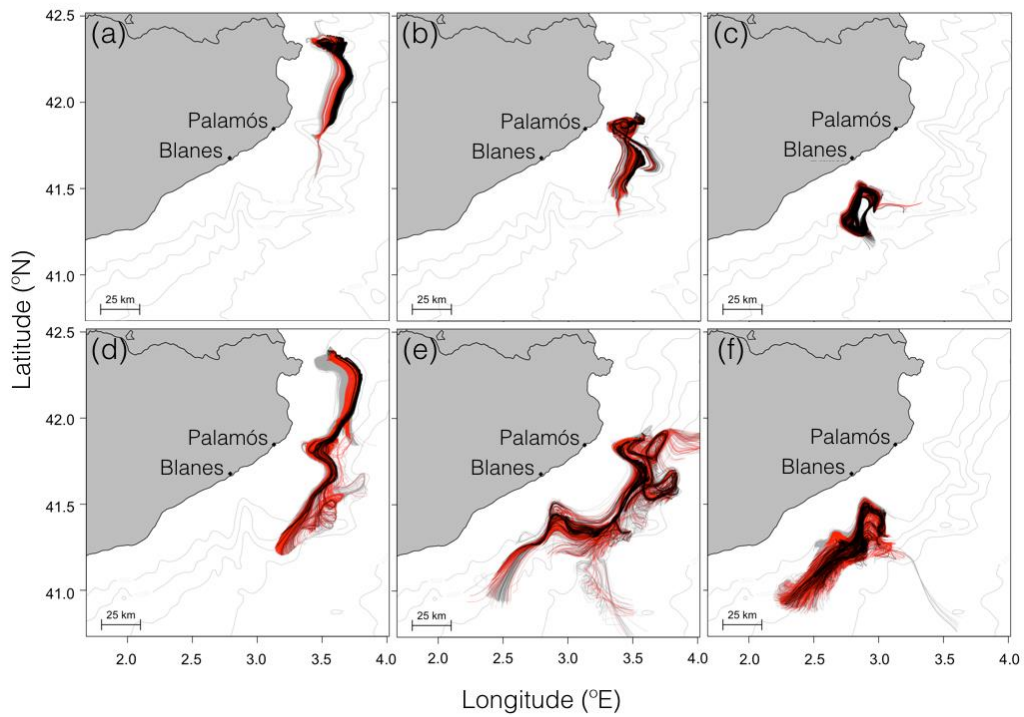 42.5
(a)
(b)
(c)
42.0
Palamós
Palamós
Palamós
Blanes
Blanes
Blanes
41.5
41.0
25 km
25 km
25 km
Latitude (°N)
42.5
(d)
(e)
(f)
42.0
Palamós
Palamós
Palamós
Blanes
Blanes
Blanes
41.5
41.0
25 km
25 km
25 km
2.0 2.5 3.0 3.5 4.0 2.0 2.5 3.0 3.5 4.0 2.0 2.5 3.0 3.5 4.0
Longitude (°E)